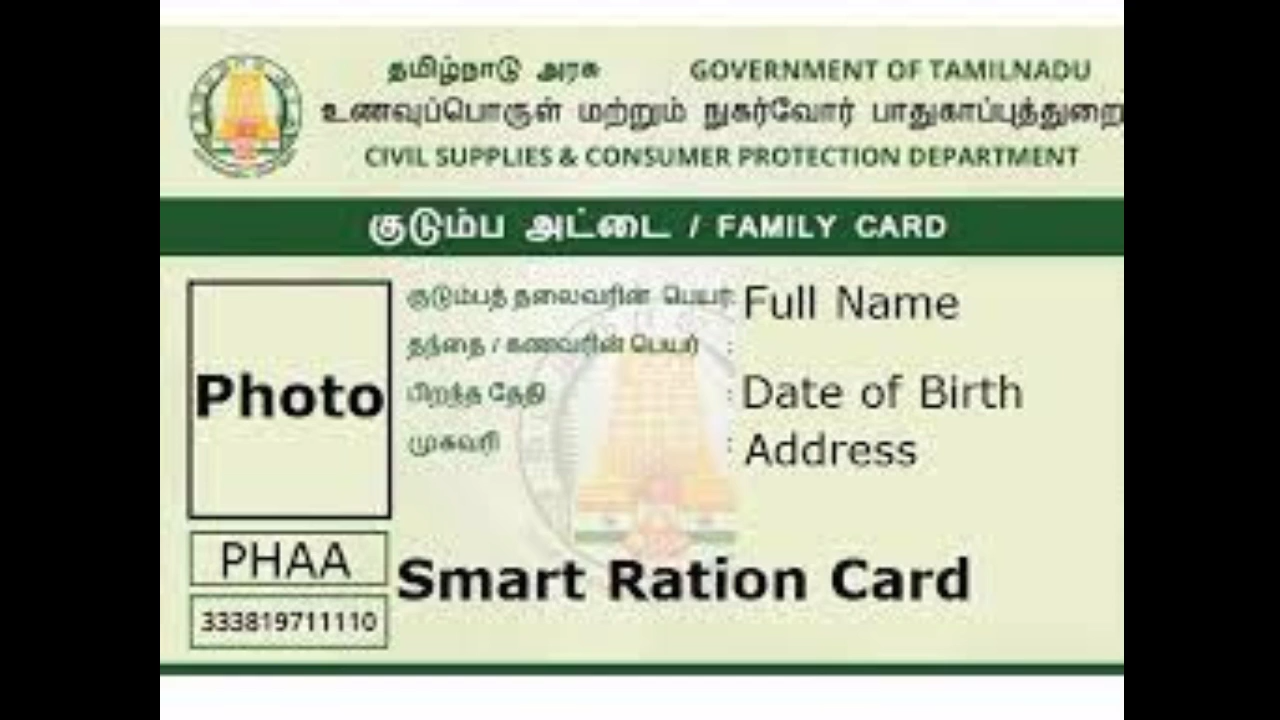 தமிழ்நாடு அரசு GOVERNMENT OF TAMILNADU
உணவுப்பொருள் மற்றும் நுகர்வோர் பாதுகாப்புத்துறை
CIVIL SUPPLIES & CONSUMER PROTECTION DEPARTMENT
குடும்ப அட்டை / FAMILY CARD
குடும்பத் தலைவரின் பெயர்: Full Name
தந்தை / கணவரின் பெயர் :
பிறந்த தேதி : Date of Birth
முகவரி : Address
Photo
PHAA
Smart Ration Card
333819711110